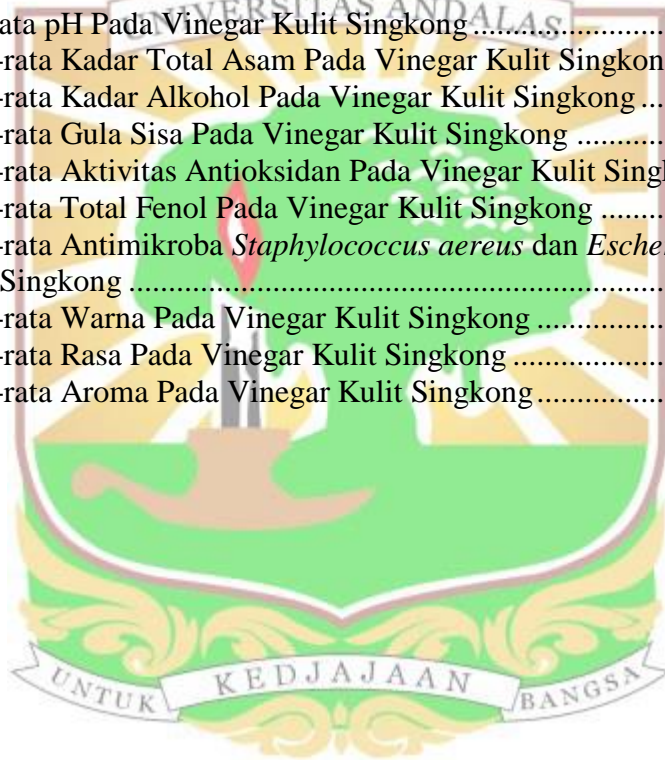 UNIVERSITAS ANDALAS
ata pH Pada Vinegar Kulit Singkong......................
-rata Kadar Total Asam Pada Vinegar Kulit Singkon
-rata Kadar Alkohol Pada Vinegar Kulit Singkong ...
-rata Gula Sisa Pada Vinegar Kulit Singkong ...........
-rata Aktivitas Antioksidan Pada Vinegar Kulit Singk
-rata Total Fenol Pada Vinegar Kulit Singkong ........
-rata Antimikroba Staphylococcus aereus dan Esche
Singkong ....................................................................
-rata Warna Pada Vinegar Kulit Singkong ................
-rata Rasa Pada Vinegar Kulit Singkong ...................
-rata Aroma Pada Vinegar Kulit Singkong................
UNTUK KEDJAJAAN BANGSA